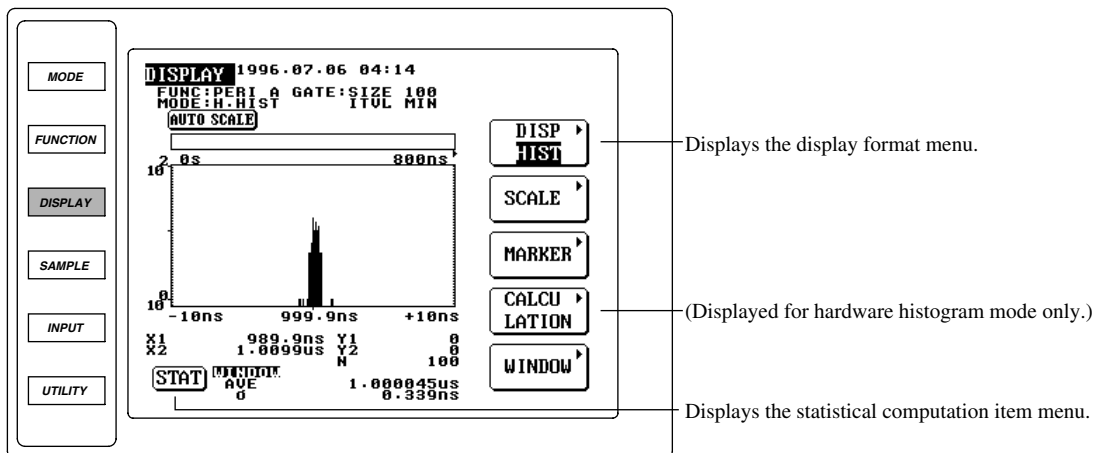 MODE
FUNCTION
DISPLAY
SAMPLE
INPUT
UTILITY
DISPLAY 1996.07.06 04:14
FUNC:PERI A GATE:SIZE 100
MODE:H.HIST ITVL MIN
AUTO SCALE
0s 800ns
10²
10⁰
-10ns 999.9ns +10ns
X1 989.9ns Y1 0
X2 1.0099us Y2 0
N 100
STAT WINDOW
AVE 1.000045us
σ 0.339ns
DISP
HIST
SCALE
MARKER
CALCU
LATION
WINDOW
Displays the display format menu.
(Displayed for hardware histogram mode only.)
Displays the statistical computation item menu.